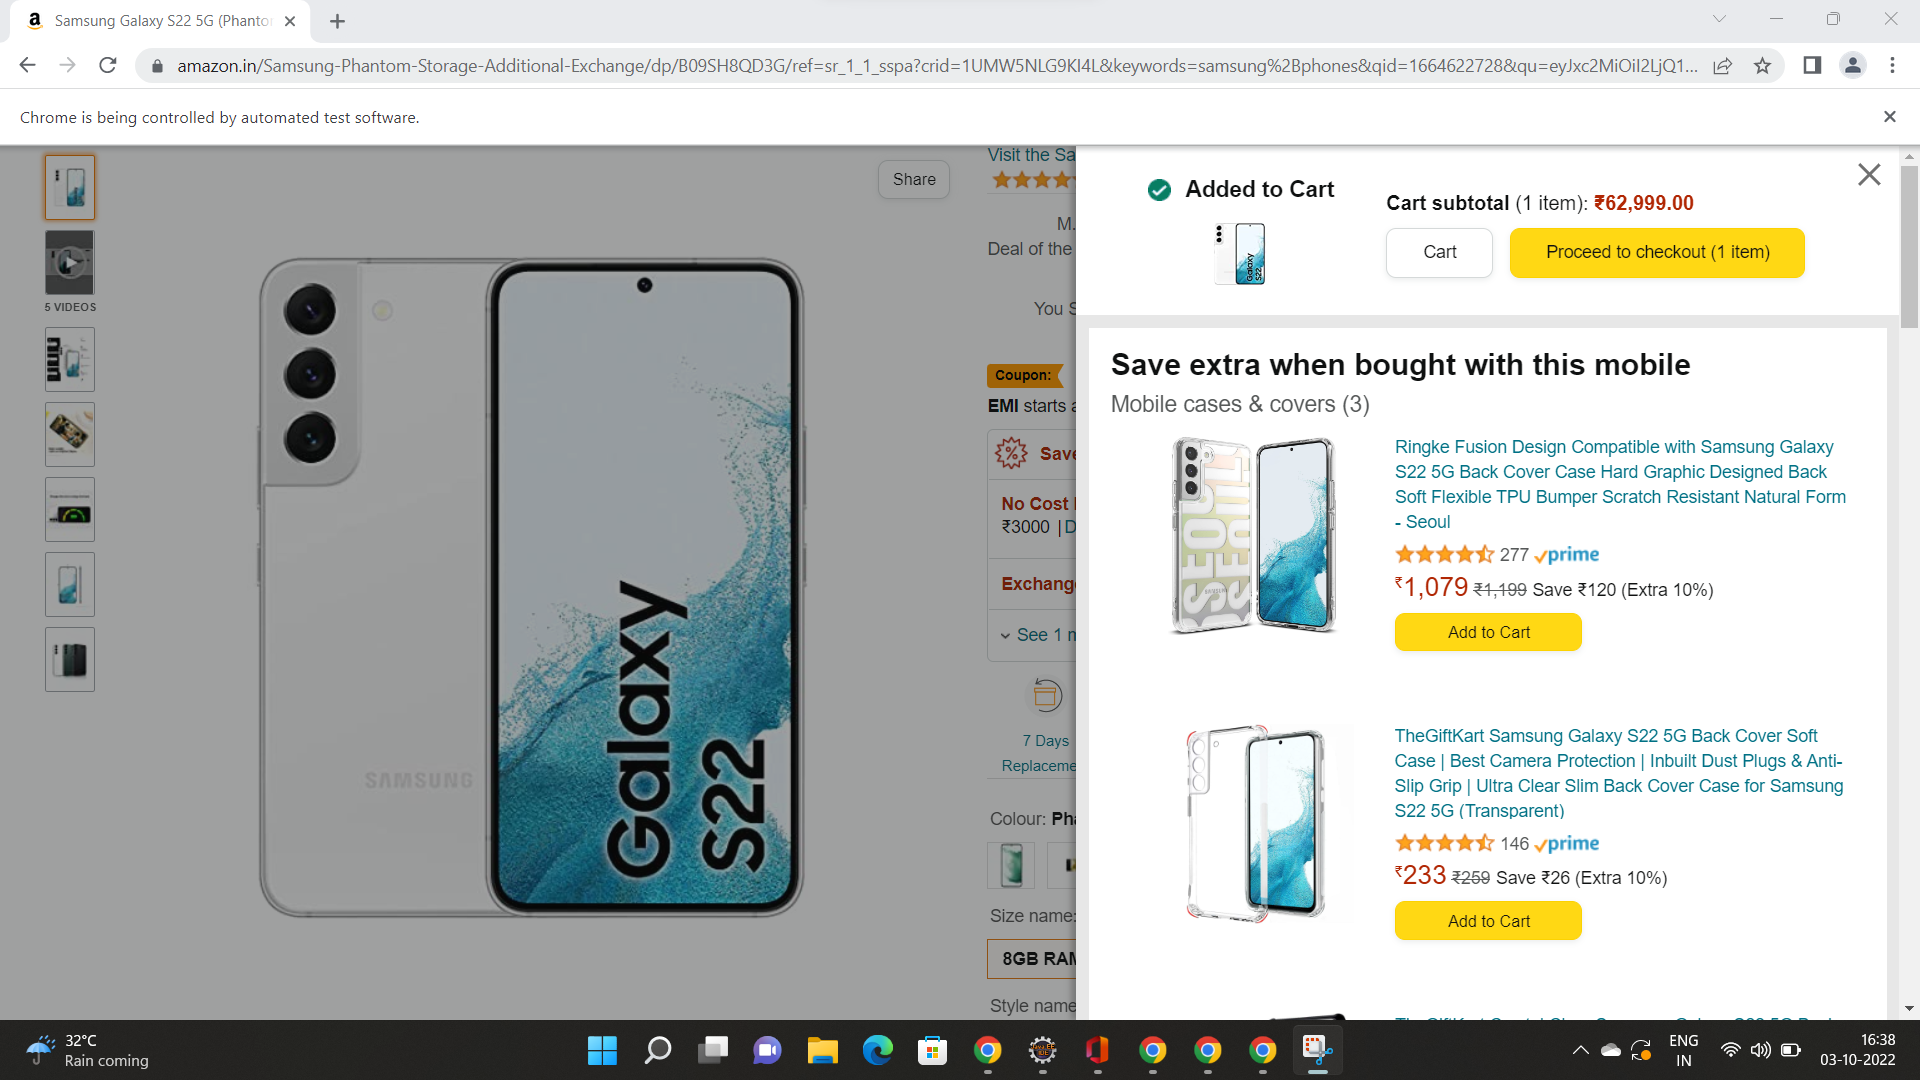 Samsung Galaxy S22 5G (Phantom
amazon.in/Samsung-Phantom-Storage-Additional-Exchange/dp/B09SH8QD3G/ref=sr_1_1_sspa?crid=1UMW5NLG9KI4L&keywords=samsung%2Bphones&qid=1664622728&qu=eyJxc2MiOiI2LjQ1...
Chrome is being controlled by automated test software.
5 VIDEOS
Share
SAMSUNG
Galaxy
S22
Visit the Sa
M.
Deal of the
You S
Coupon:
EMI starts a
Save
No Cost
₹3000 | D
Exchange
See 1 m
7 Days
Replaceme
Colour: Pha
Size name:
8GB RAM
Style name
Added to Cart
Galaxy
S22
Cart subtotal (1 item): ₹62,999.00
Cart
Proceed to checkout (1 item)
Save extra when bought with this mobile
Mobile cases & covers (3)
SEOUL
SEOUL
SAMSUNG
Ringke Fusion Design Compatible with Samsung Galaxy
S22 5G Back Cover Case Hard Graphic Designed Back
Soft Flexible TPU Bumper Scratch Resistant Natural Form
- Seoul
277 prime
₹1,079 ₹1,199 Save ₹120 (Extra 10%)
Add to Cart
TheGiftKart Samsung Galaxy S22 5G Back Cover Soft
Case | Best Camera Protection | Inbuilt Dust Plugs & Anti-
Slip Grip | Ultra Clear Slim Back Cover Case for Samsung
S22 5G (Transparent)
146 prime
₹233 ₹259 Save ₹26 (Extra 10%)
Add to Cart
32°C
Rain coming
ENG
IN
16:38
03-10-2022